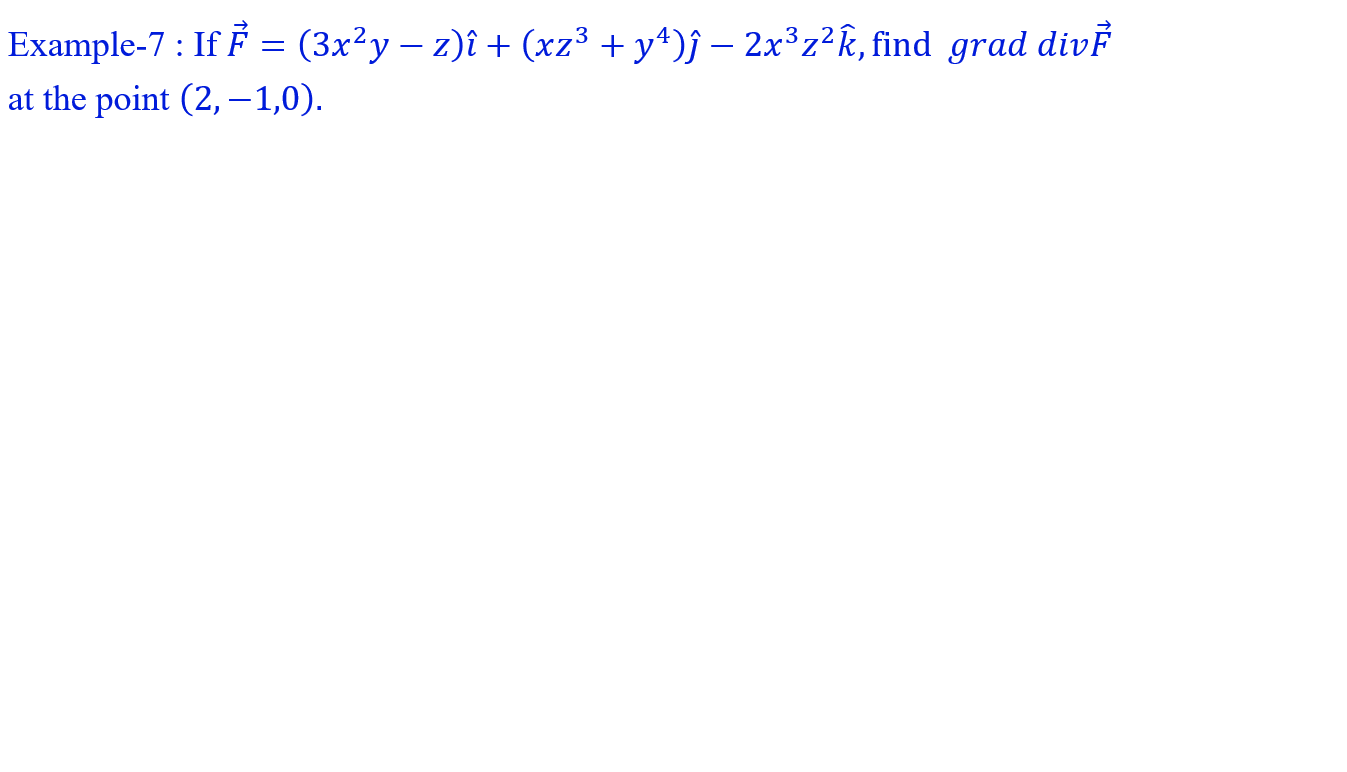 Example-7 : If F⃗ = (3x²y − z)î + (xz³ + y⁴)ĵ − 2x³z²k̂, find grad divF⃗
at the point (2, −1,0).